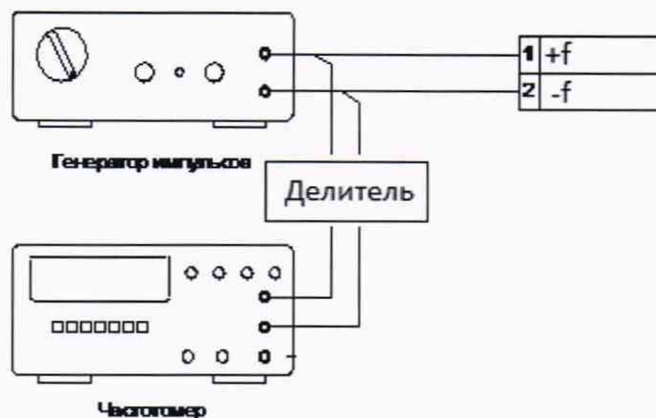 1 +f
2 -f
Генератор импульсов
Делитель
Частотомер